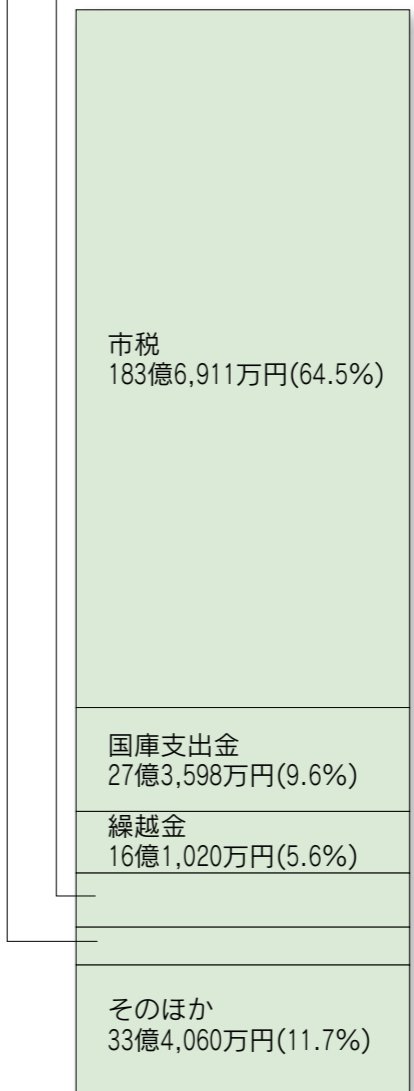 市税
183億6,911万円(64.5%)
国庫支出金
27億3,598万円(9.6%)
繰越金
16億1,020万円(5.6%)
そのほか
33億4,060万円(11.7%)